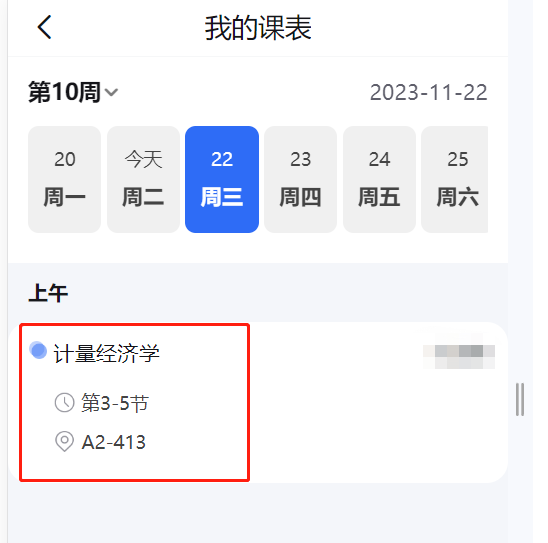 我的课表
第10周
2023-11-22
20
今天
22
23
24
25
周一
周二
周三
周四
周五
周六
上午
计量经济学
第3-5节
A2-413